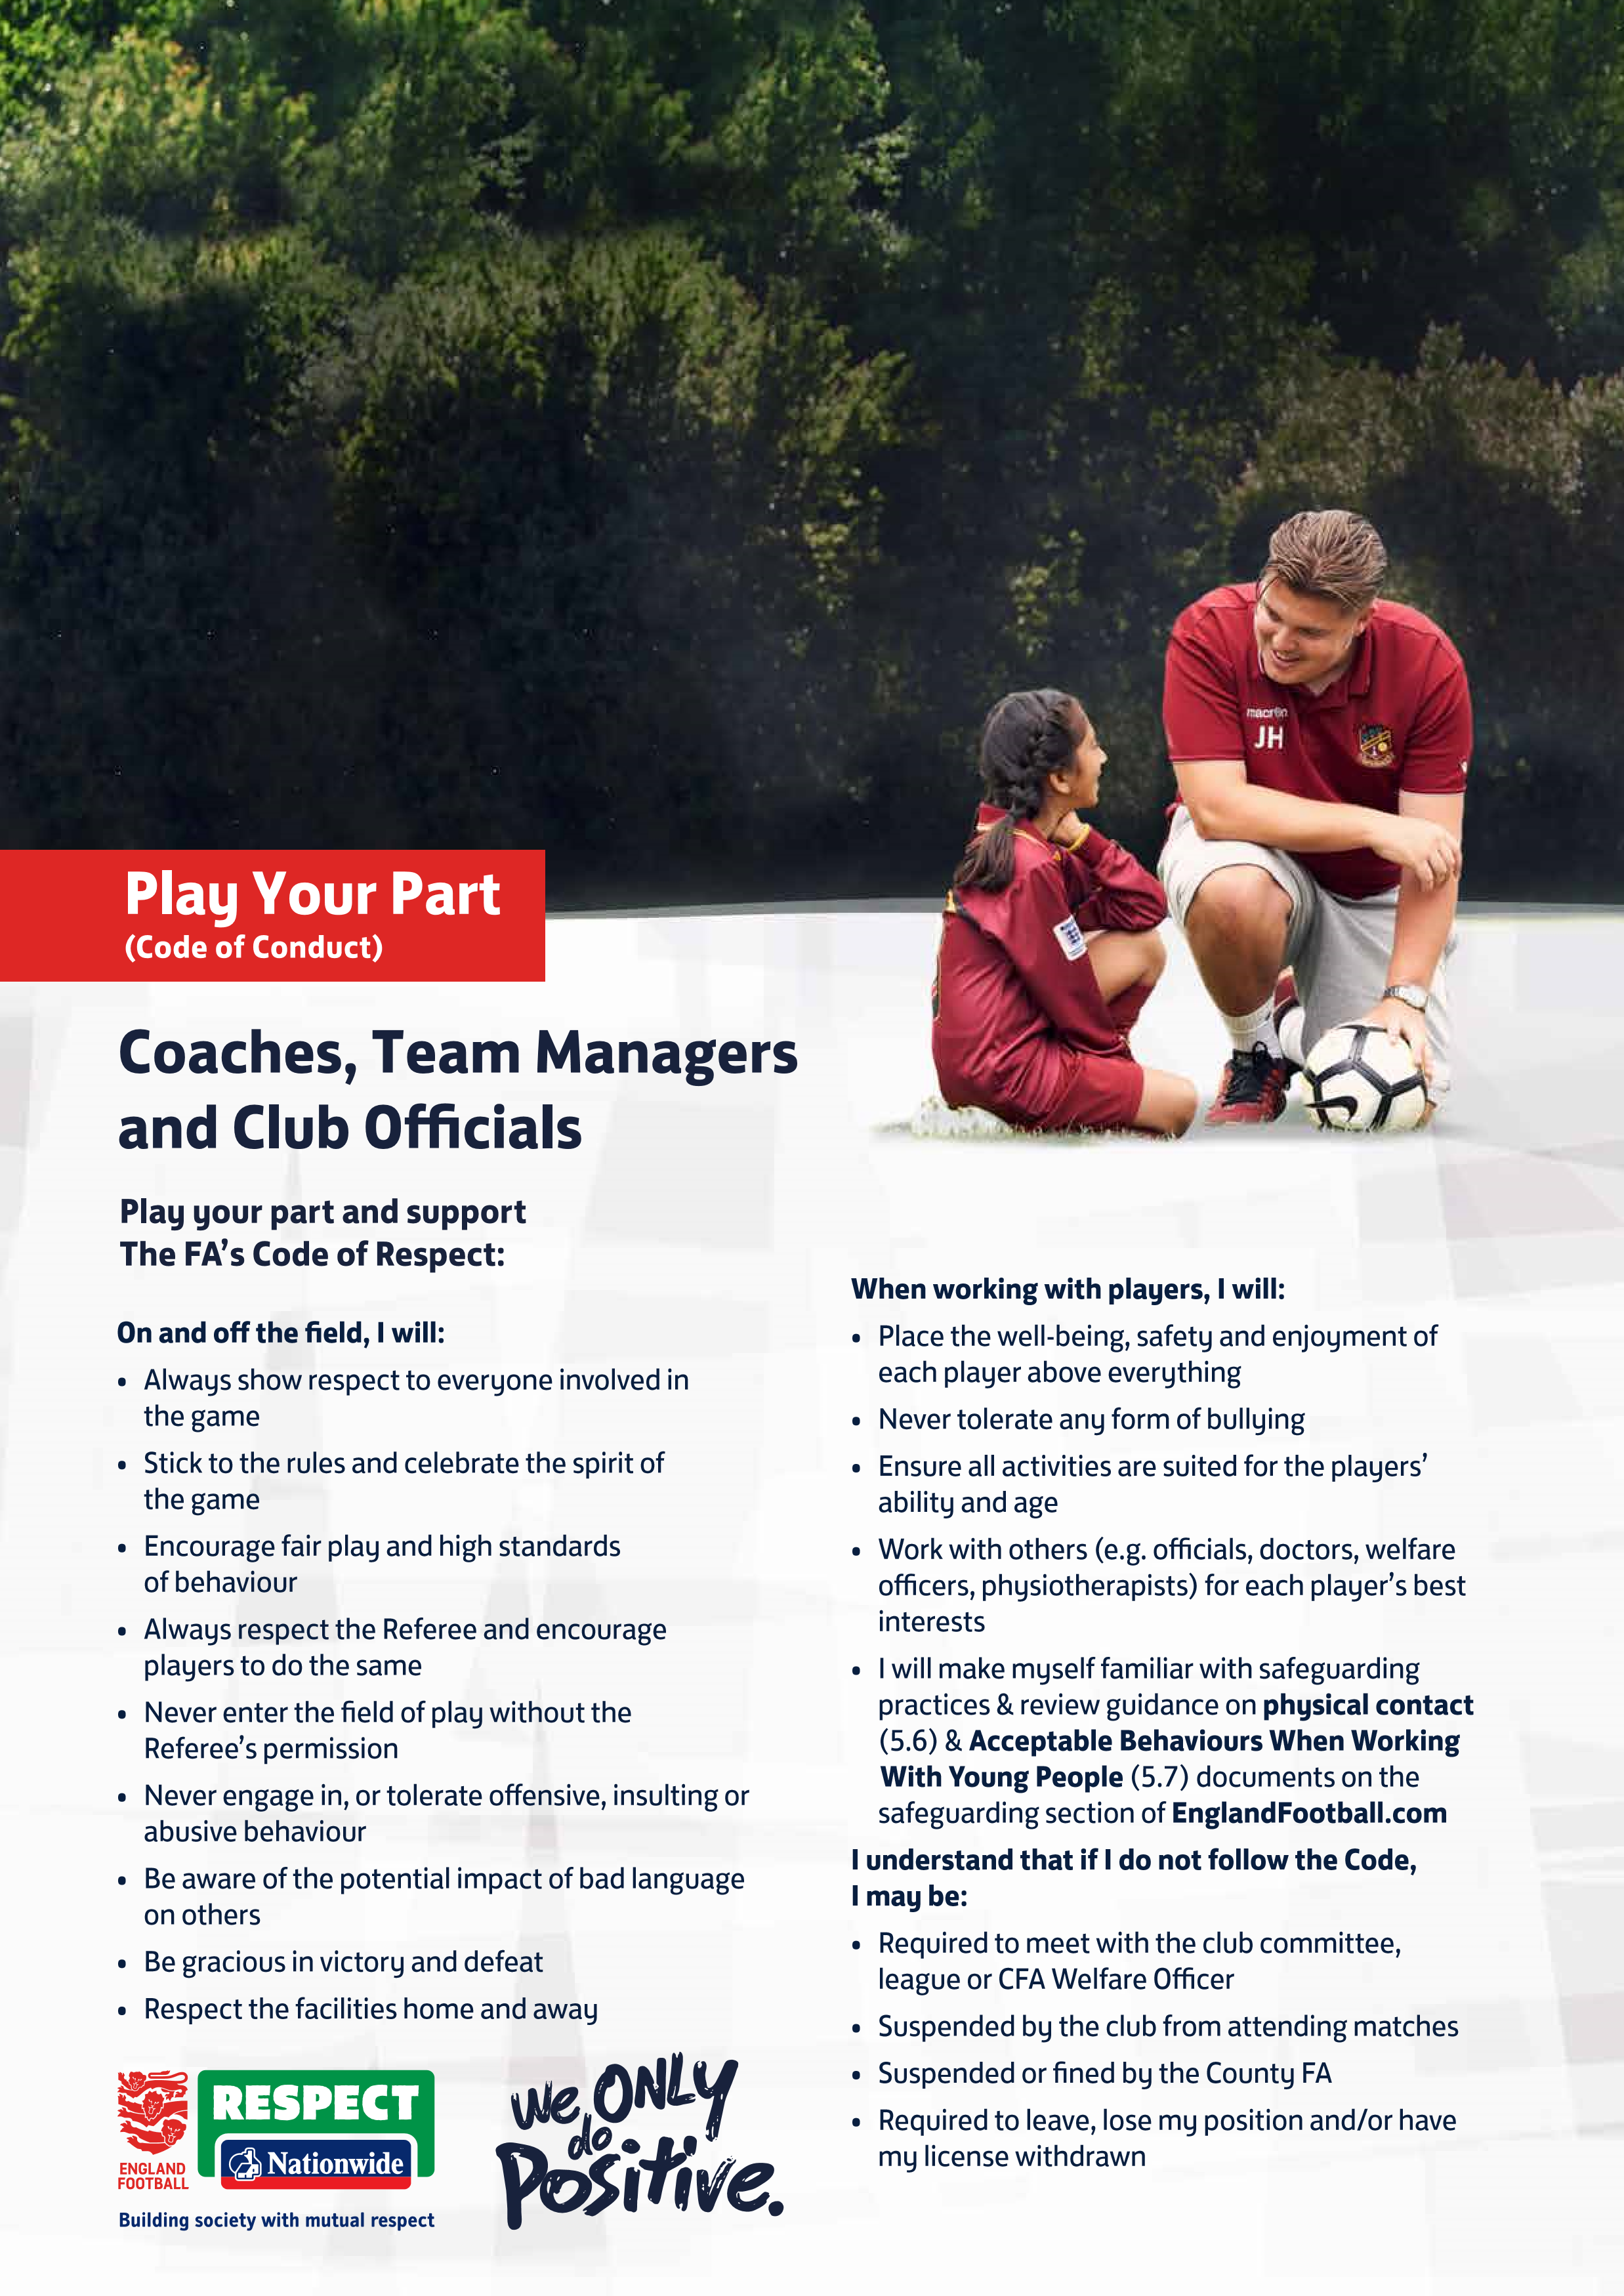 macron
JH
Play Your Part
(Code of Conduct)
Coaches, Team Managers
and Club Officials
Play your part and support
The FA’s Code of Respect:
On and off the field, I will:
• Always show respect to everyone involved in
the game
• Stick to the rules and celebrate the spirit of
the game
• Encourage fair play and high standards
of behaviour
• Always respect the Referee and encourage
players to do the same
• Never enter the field of play without the
Referee’s permission
• Never engage in, or tolerate offensive, insulting or
abusive behaviour
• Be aware of the potential impact of bad language
on others
• Be gracious in victory and defeat
• Respect the facilities home and away
ENGLAND
FOOTBALL
RESPECT
Nationwide
Building society with mutual respect
we ONLY
do
Positive.
When working with players, I will:
• Place the well-being, safety and enjoyment of
each player above everything
• Never tolerate any form of bullying
• Ensure all activities are suited for the players’
ability and age
• Work with others (e.g. officials, doctors, welfare
officers, physiotherapists) for each player’s best
interests
• I will make myself familiar with safeguarding
practices & review guidance on physical contact
(5.6) & Acceptable Behaviours When Working
With Young People (5.7) documents on the
safeguarding section of EnglandFootball.com
I understand that if I do not follow the Code,
I may be:
• Required to meet with the club committee,
league or CFA Welfare Officer
• Suspended by the club from attending matches
• Suspended or fined by the County FA
• Required to leave, lose my position and/or have
my license withdrawn